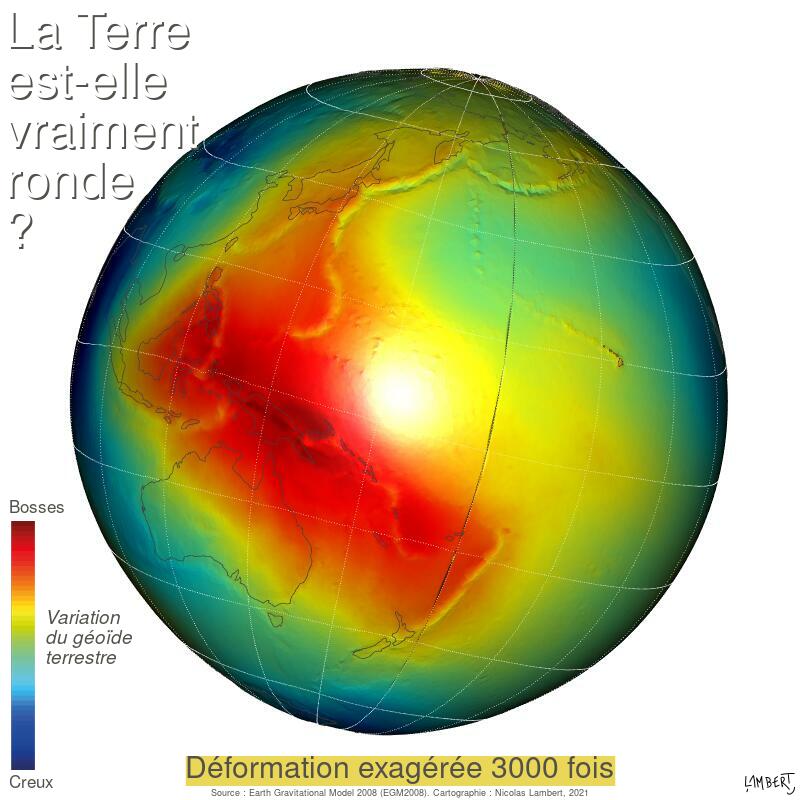 La Terre
est-elle
vraiment
ronde
?
Bosses
Variation
du géoïde
terrestre
Creux
Déformation exagérée 3000 fois
Source : Earth Gravitational Model 2008 (EGM2008). Cartographie : Nicolas Lambert, 2021
LAMBERT